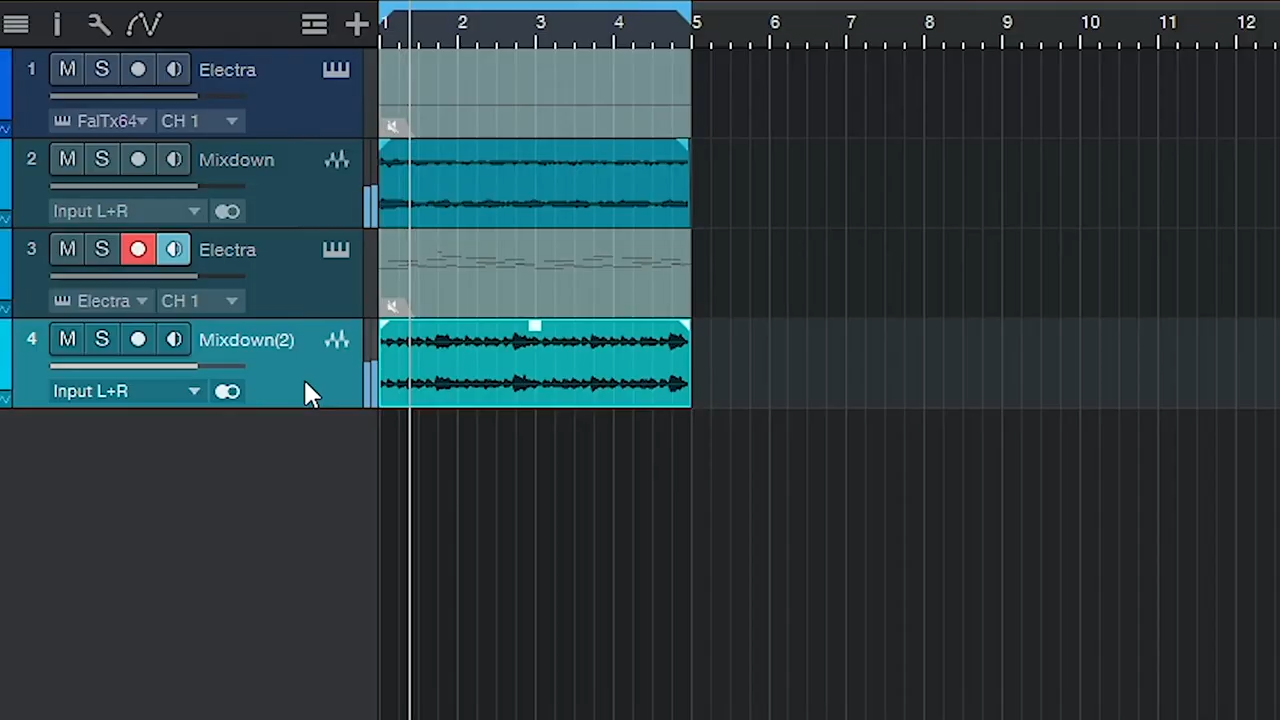 1 2 3 4 5 6 7 8 9 10 11 12
1 M S Electra
FalTx64 CH 1
2 M S Mixdown
Input L+R
3 M S Electra
Electra CH 1
4 M S Mixdown(2)
Input L+R